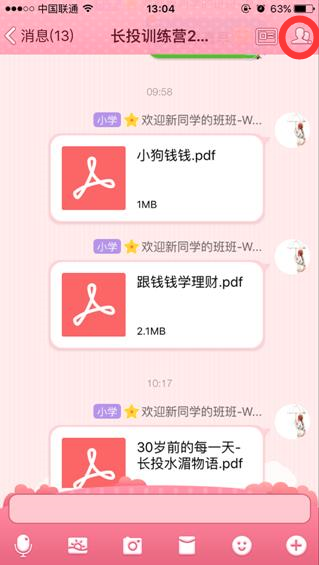 中国联通 13:04 63%
消息(13) 长投训练营2...
09:58
小学 欢迎新同学的班班-W...
小狗钱钱.pdf
1MB
小学 欢迎新同学的班班-W...
跟钱钱学理财.pdf
2.1MB
10:17
小学 欢迎新同学的班班-W...
30岁前的每一天-
长投水湄物语.pdf